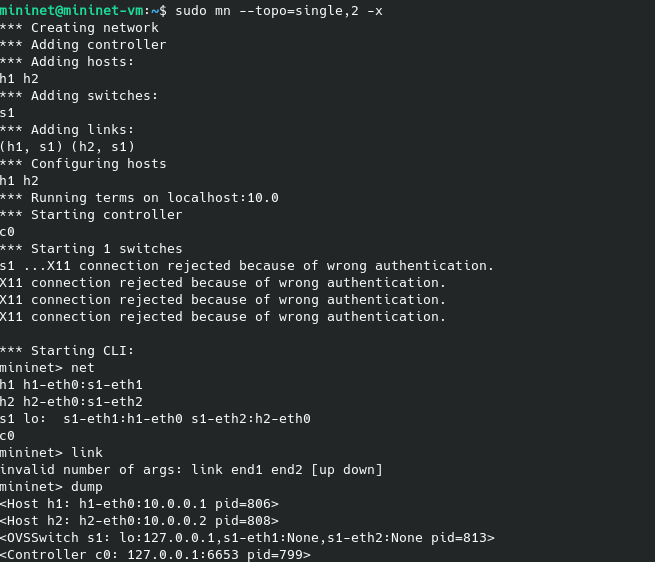 mininet@mininet-vm:~$ sudo mn --topo=single,2 -x
*** Creating network
*** Adding controller
*** Adding hosts:
h1 h2
*** Adding switches:
s1
*** Adding links:
(h1, s1) (h2, s1)
*** Configuring hosts
h1 h2
*** Running terms on localhost:10.0
*** Starting controller
c0
*** Starting 1 switches
s1 ...X11 connection rejected because of wrong authentication.
X11 connection rejected because of wrong authentication.
X11 connection rejected because of wrong authentication.
X11 connection rejected because of wrong authentication.
*** Starting CLI:
mininet> net
h1 h1-eth0:s1-eth1
h2 h2-eth0:s1-eth2
s1 lo:  s1-eth1:h1-eth0 s1-eth2:h2-eth0
c0
mininet> link
invalid number of args: link end1 end2 [up down]
mininet> dump
<Host h1: h1-eth0:10.0.0.1 pid=806>
<Host h2: h2-eth0:10.0.0.2 pid=808>
<OVSSwitch s1: lo:127.0.0.1,s1-eth1:None,s1-eth2:None pid=813>
<Controller c0: 127.0.0.1:6653 pid=799>